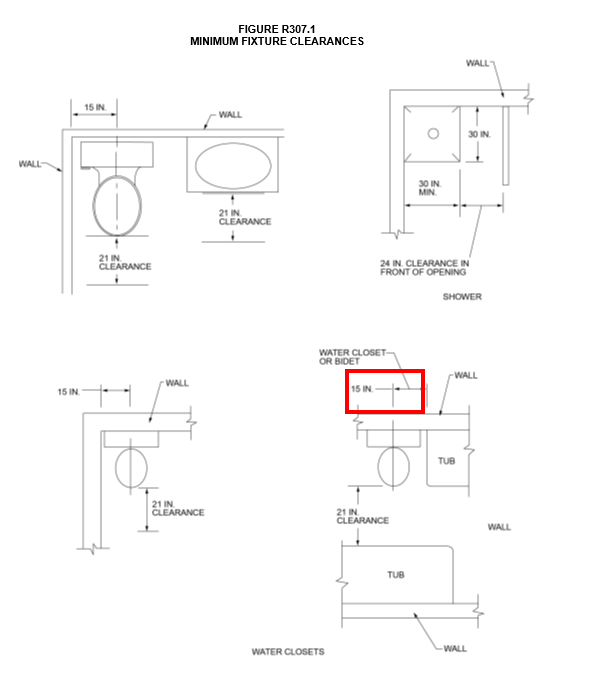 FIGURE R307.1
MINIMUM FIXTURE CLEARANCES
15 IN.
WALL
WALL
21 IN.
CLEARANCE
21 IN.
CLEARANCE
WALL
30 IN.
30 IN.
MIN.
24 IN. CLEARANCE IN
FRONT OF OPENING
SHOWER
15 IN.
WALL
21 IN.
CLEARANCE
WATER CLOSET
OR BIDET
15 IN.
WALL
TUB
21 IN.
CLEARANCE
WALL
TUB
WALL
WATER CLOSETS